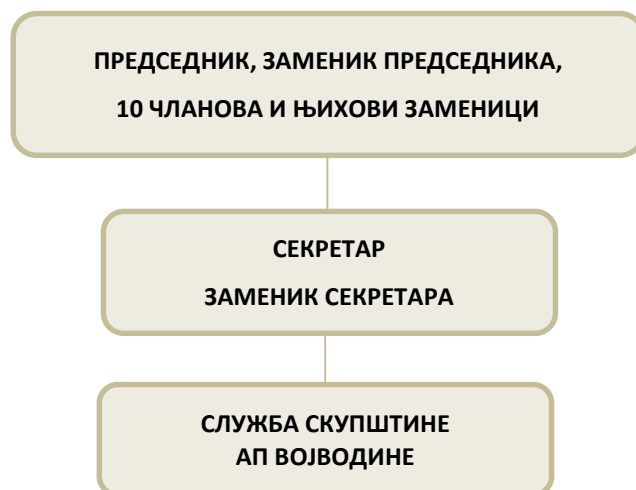 ПРЕДСЕДНИК, ЗАМЕНИК ПРЕДСЕДНИКА,
10 ЧЛАНОВА И ЊИХОВИ ЗАМЕНИЦИ
СЕКРЕТАР
ЗАМЕНИК СЕКРЕТАРА
СЛУЖБА СКУПШТИНЕ
АП ВОЈВОДИНЕ